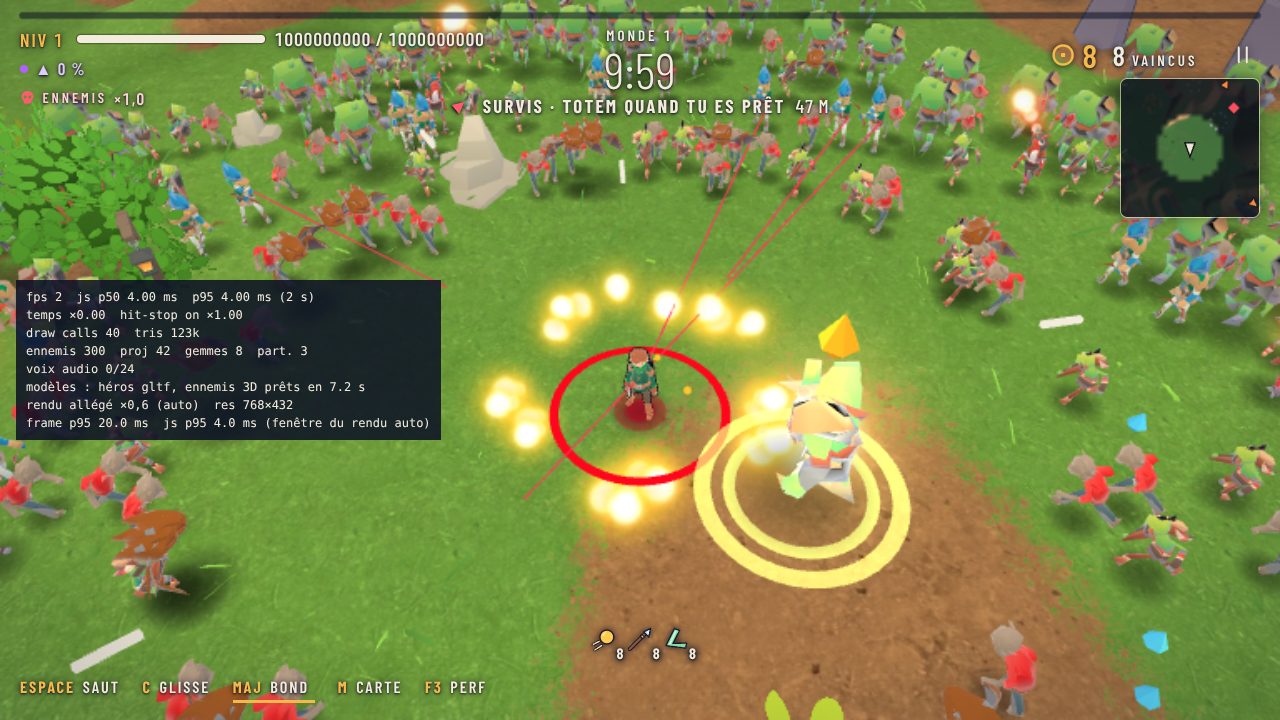 NIV 1
1000000000 / 1000000000
▲ 0 %
ENNEMIS ×1,0
MONDE 1
9:59
SURVIS · TOTEM QUAND TU ES PRÊT 47 M
8 8 VAINCUS
fps 2 js p50 4.00 ms p95 4.00 ms (2 s)
temps ×0.00 hit-stop on ×1.00
draw calls 40 tris 123k
ennemis 300 proj 42 gemmes 8 part. 3
voix audio 0/24
modèles : héros gltf, ennemis 3D prêts en 7.2 s
rendu allégé ×0,6 (auto) res 768×432
frame p95 20.0 ms js p95 4.0 ms (fenêtre du rendu auto)
8 8 8
ESPACE SAUT C GLISSE MAJ BOND M CARTE F3 PERF